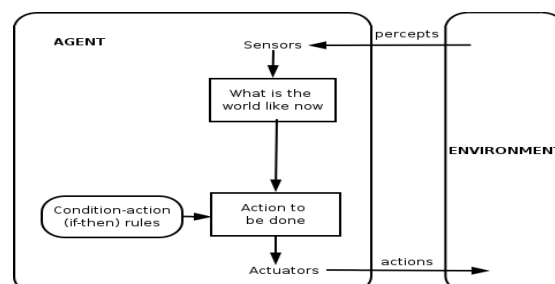 AGENT
Sensors
percepts
What is the
world like now
ENVIRONMENT
Condition-action
(if-then) rules
Action to
be done
Actuators
actions